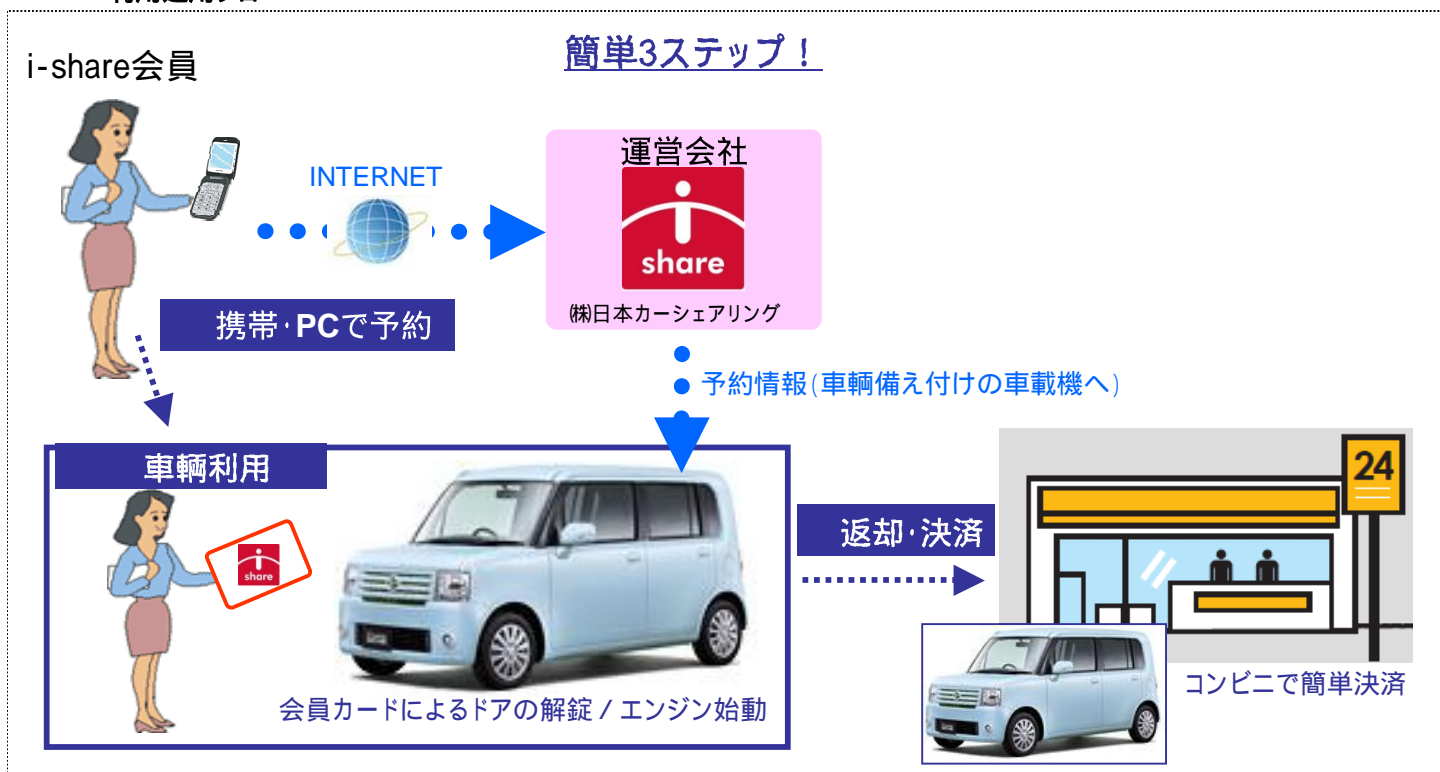 簡単3ステップ！
i-share会員
INTERNET
運営会社
i
share
㈱日本カーシェアリング
携帯・PCで予約
予約情報(車輌備え付けの車載機へ)
車輌利用
i
share
会員カードによるドアの解錠 / エンジン始動
返却・決済
24
コンビニで簡単決済